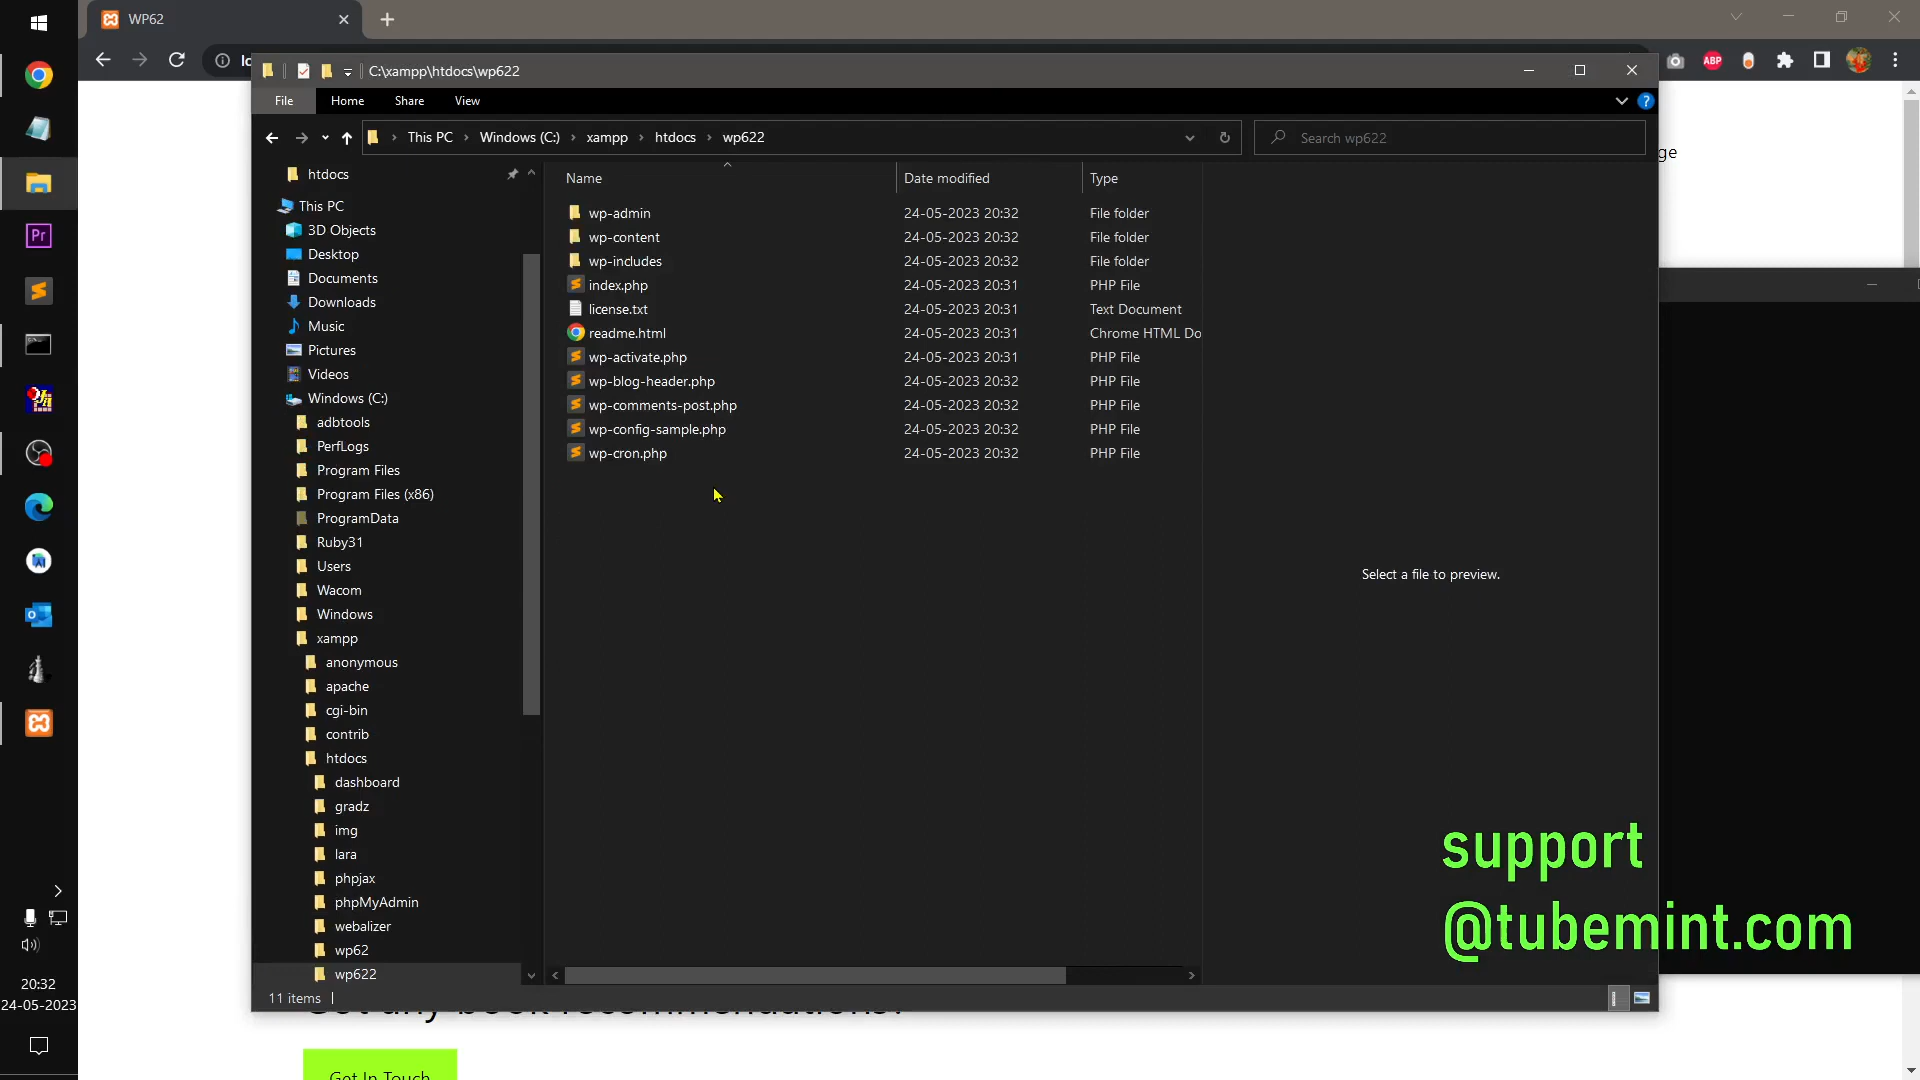 WP62
C:\xampp\htdocs\wp622
File
Home
Share
View
This PC
Windows (C:)
xampp
htdocs
wp622
Search wp622
ge
htdocs
This PC
3D Objects
Desktop
Documents
Downloads
Music
Pictures
Videos
Windows (C:)
adbtools
PerfLogs
Program Files
Program Files (x86)
ProgramData
Ruby31
Users
Wacom
Windows
xampp
anonymous
apache
cgi-bin
contrib
htdocs
dashboard
gradz
img
lara
phpjax
phpMyAdmin
webalizer
wp62
wp622
Name Date modified Type
wp-admin 24-05-2023 20:32 File folder
wp-content 24-05-2023 20:32 File folder
wp-includes 24-05-2023 20:32 File folder
index.php 24-05-2023 20:31 PHP File
license.txt 24-05-2023 20:31 Text Document
readme.html 24-05-2023 20:31 Chrome HTML Do
wp-activate.php 24-05-2023 20:31 PHP File
wp-blog-header.php 24-05-2023 20:32 PHP File
wp-comments-post.php 24-05-2023 20:32 PHP File
wp-config-sample.php 24-05-2023 20:32 PHP File
wp-cron.php 24-05-2023 20:32 PHP File
Select a file to preview.
support
@tubemint.com
11 items
20:32
24-05-2023
Get In Touch
ABP
Pr